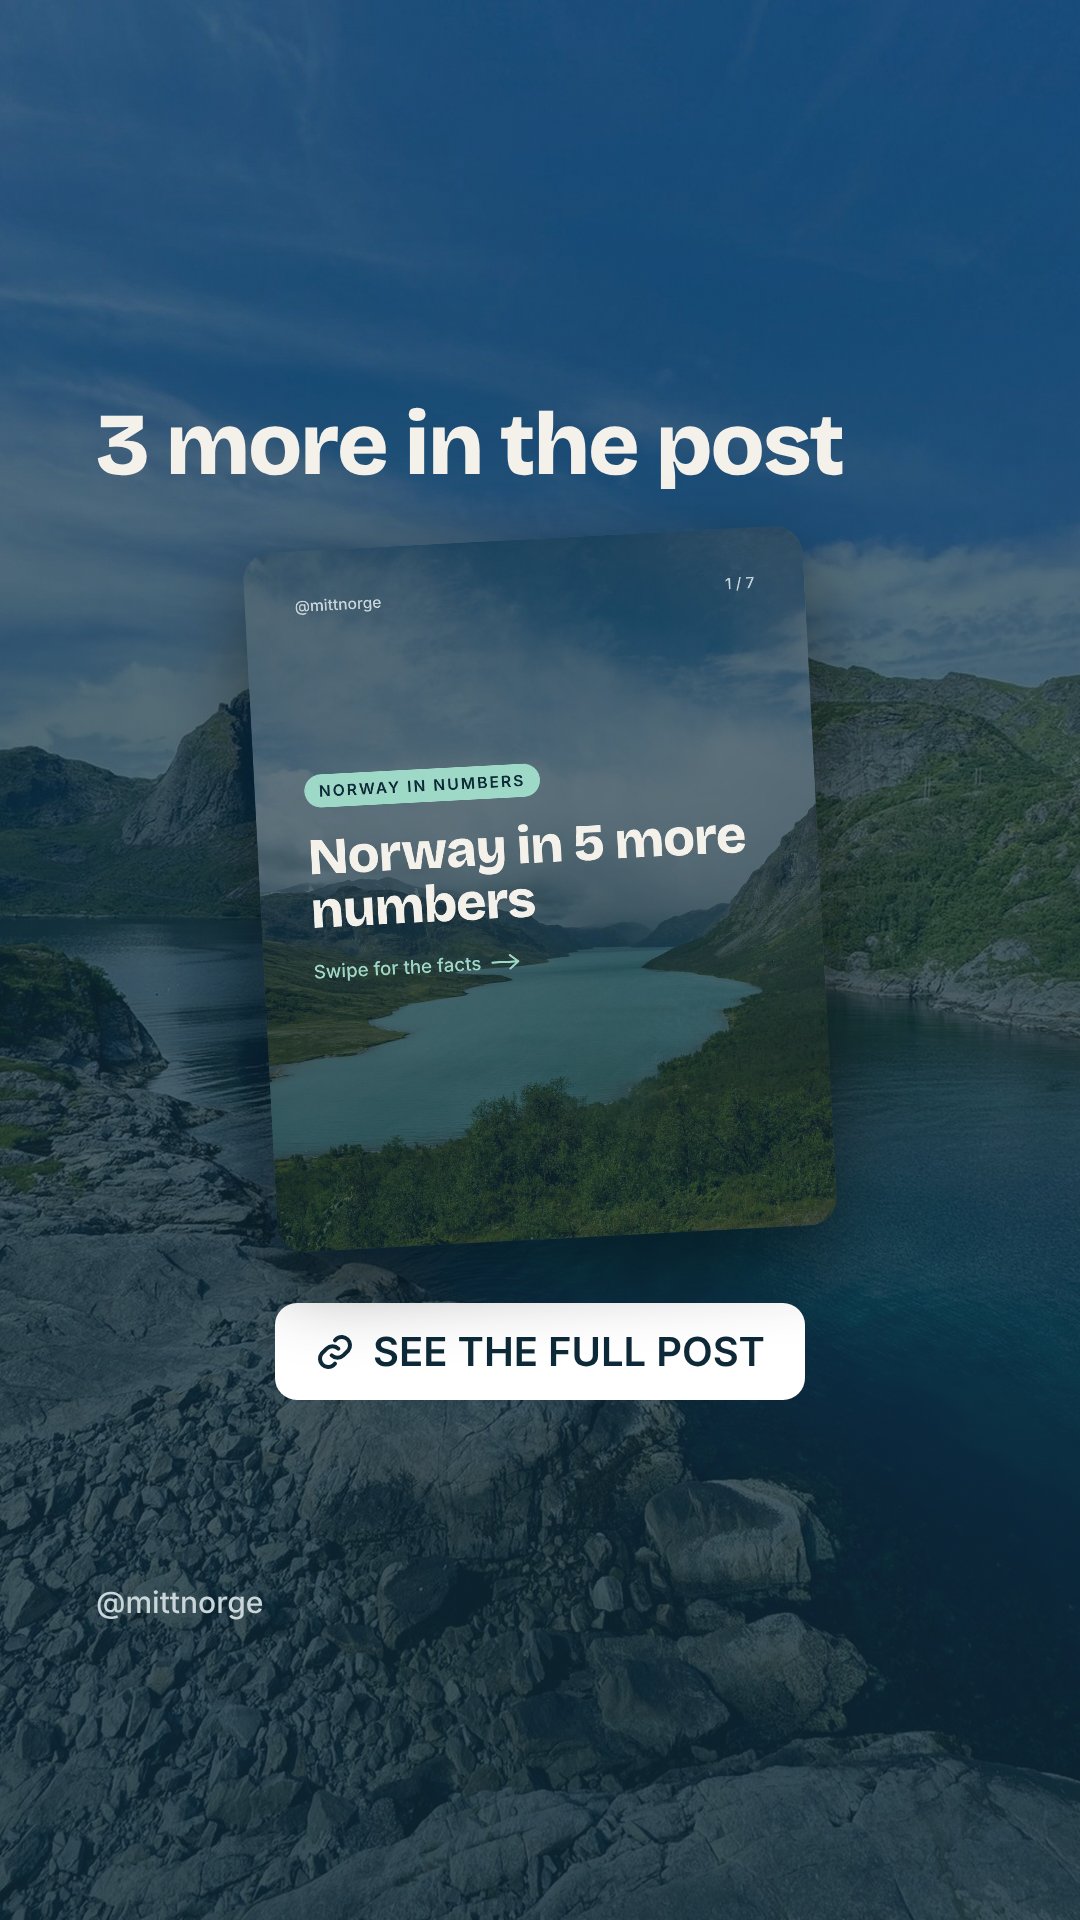 3 more in the post
@mittnorge
1 / 7
NORWAY IN NUMBERS
Norway in 5 more
numbers
Swipe for the facts
SEE THE FULL POST
@mittnorge